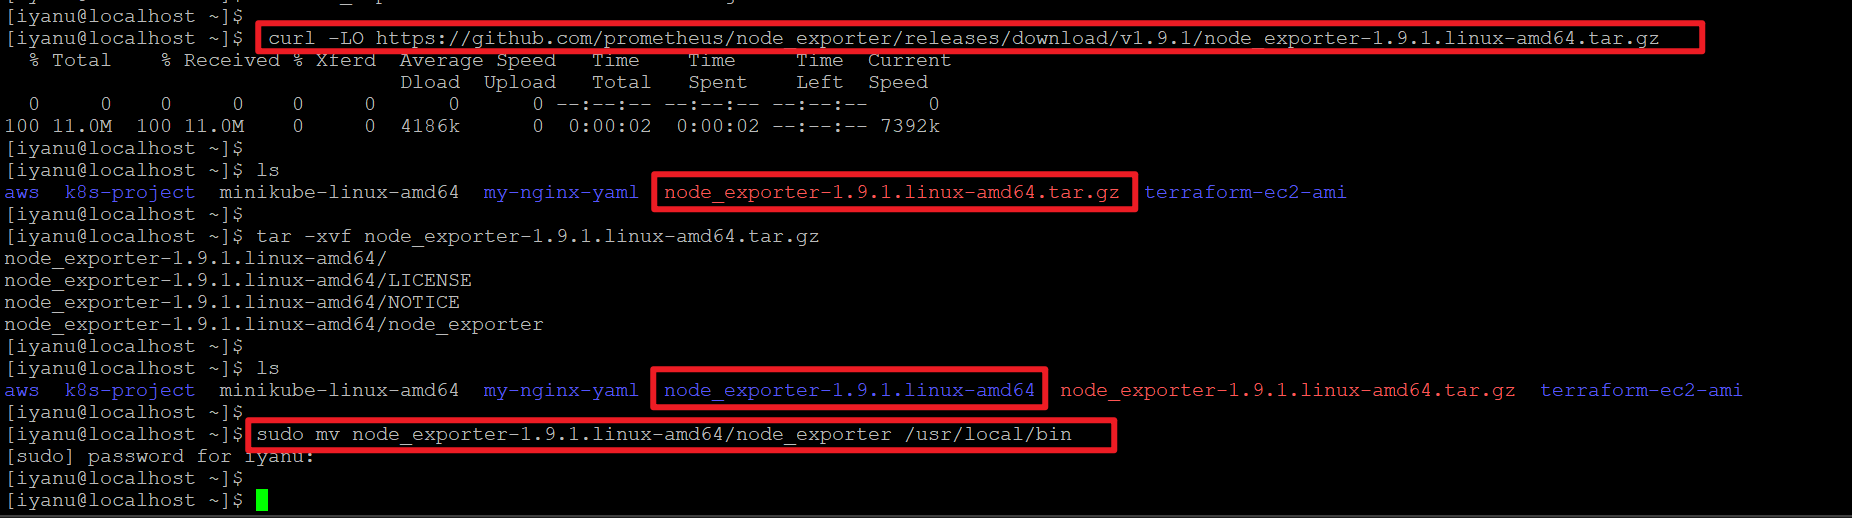 [iyanu@localhost ~]$
[iyanu@localhost ~]$ curl -LO https://github.com/prometheus/node_exporter/releases/download/v1.9.1/node_exporter-1.9.1.linux-amd64.tar.gz
% Total % Received % Xferd Average Speed Time Time Time Current
Dload Upload Total Spent Left Speed
0 0 0 0 0 0 0 0 --:--:-- --:--:-- --:--:-- 0
100 11.0M 100 11.0M 0 0 4186k 0 0:00:02 0:00:02 --:--:-- 7392k
[iyanu@localhost ~]$
[iyanu@localhost ~]$ ls
aws k8s-project minikube-linux-amd64 my-nginx-yaml node_exporter-1.9.1.linux-amd64.tar.gz terraform-ec2-ami
[iyanu@localhost ~]$
[iyanu@localhost ~]$ tar -xvf node_exporter-1.9.1.linux-amd64.tar.gz
node_exporter-1.9.1.linux-amd64/
node_exporter-1.9.1.linux-amd64/LICENSE
node_exporter-1.9.1.linux-amd64/NOTICE
node_exporter-1.9.1.linux-amd64/node_exporter
[iyanu@localhost ~]$
[iyanu@localhost ~]$ ls
aws k8s-project minikube-linux-amd64 my-nginx-yaml node_exporter-1.9.1.linux-amd64 node_exporter-1.9.1.linux-amd64.tar.gz terraform-ec2-ami
[iyanu@localhost ~]$
[iyanu@localhost ~]$ sudo mv node_exporter-1.9.1.linux-amd64/node_exporter /usr/local/bin
[sudo] password for iyanu:
[iyanu@localhost ~]$
[iyanu@localhost ~]$